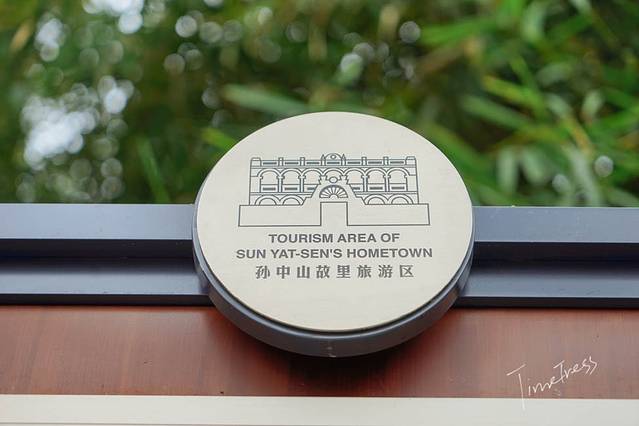 TOURISM AREA OF
SUN YAT-SEN'S HOMETOWN
孙中山故里旅游区
TimeTress